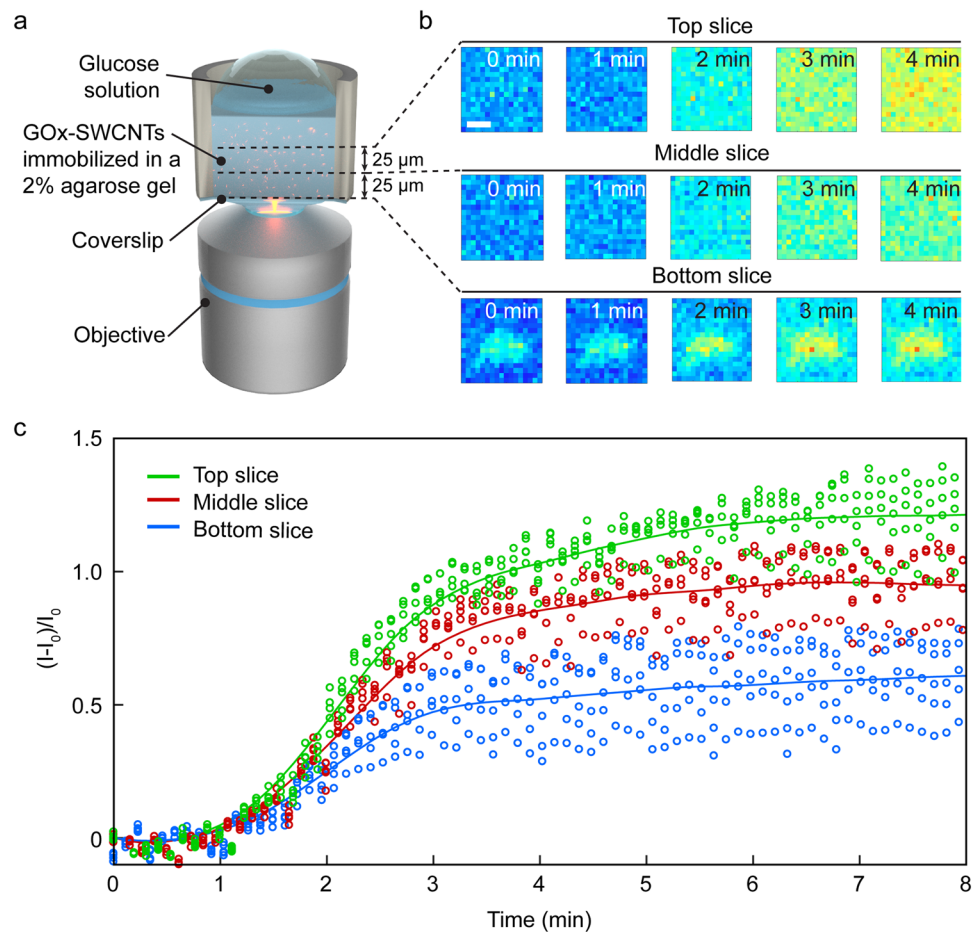 a
Glucose
solution
GOx-SWCNTs
immobilized in a
2% agarose gel
25 µm
25 µm
Coverslip
Objective
b
Top slice
0 min 1 min 2 min 3 min 4 min
Middle slice
0 min 1 min 2 min 3 min 4 min
Bottom slice
0 min 1 min 2 min 3 min 4 min
c
1.5
1.0
0.5
0
(I-I₀)/I₀
Top slice
Middle slice
Bottom slice
0 1 2 3 4 5 6 7 8
Time (min)